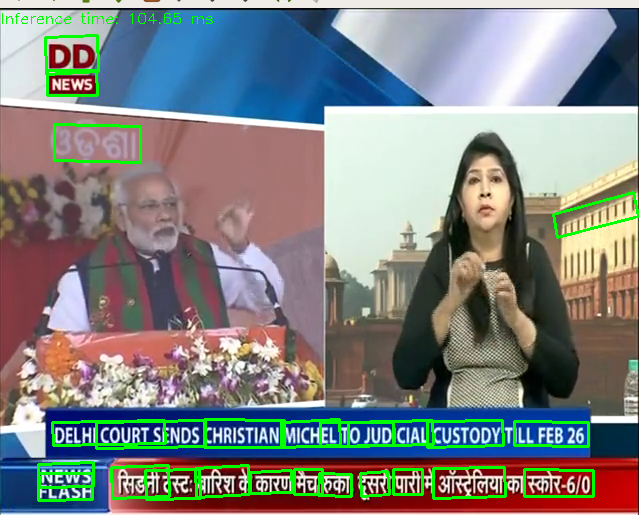 Inference time: 104.65 ms
DD
NEWS
ଓଡ଼ିଶା
DELHI COURT SENDS CHRISTIAN MICHEL TO JUDICIAL CUSTODY TILL FEB 26
NEWS
FLASH
सिडनी टेस्ट: बारिश के कारण मैच रुका दूसरी पारी में ऑस्ट्रेलिया का स्कोर-6/0